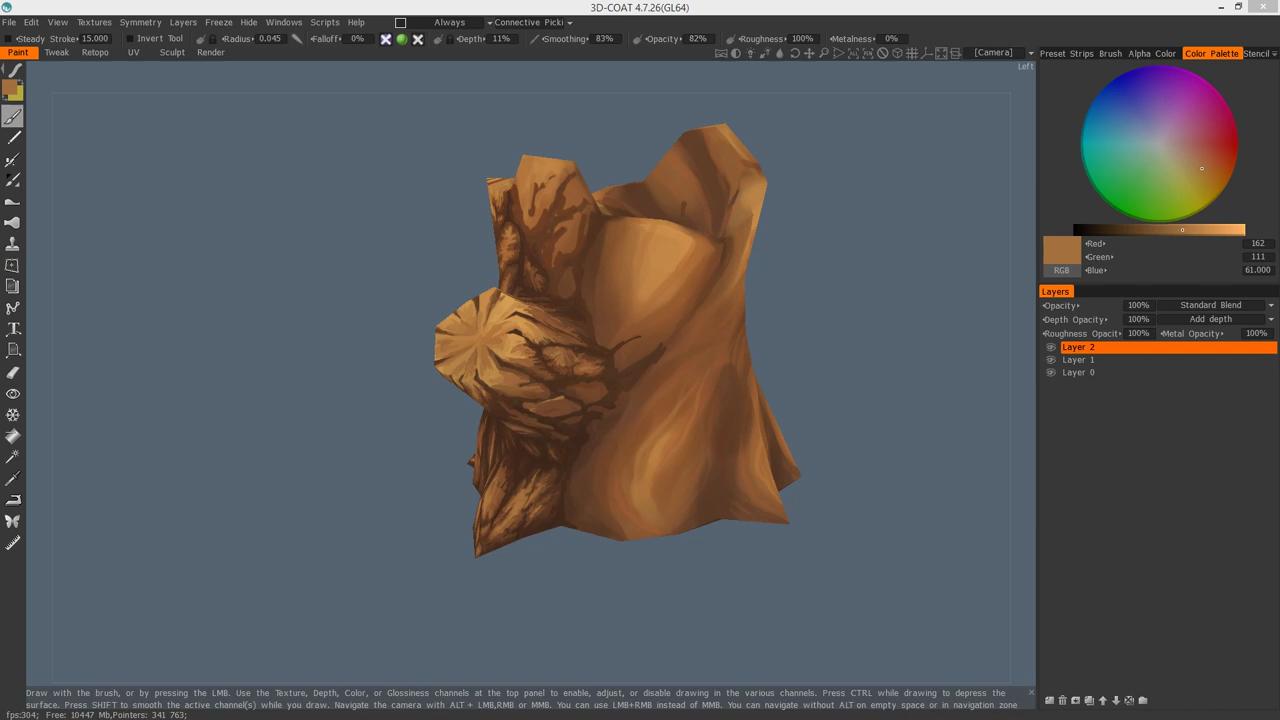 3D-COAT 4.7.26(GL64)
File Edit View Textures Symmetry Layers Freeze Hide Windows Scripts Help Always Connective Picki
Steady Stroke 15.000 Invert Tool Radius 0.045 Falloff 0% Depth 11% Smoothing 83% Opacity 82% Roughness 100% Metalness 0%
Paint Tweak Retopo UV Sculpt Render [Camera] Preset Strips Brush Alpha Color Color Palette Stencil
Left
Red 162
Green 111
RGB Blue 61.000
Layers
Opacity 100% Standard Blend
Depth Opacity 100% Add depth
Roughness Opacit 100% Metal Opacity 100%
Layer 2
Layer 1
Layer 0
Draw with the brush, or by pressing the LMB. Use the Texture, Depth, Color, or Glossiness channels at the top panel to enable, adjust, or disable drawing in the various channels. Press CTRL while drawing to depress the
surface. Press SHIFT to smooth the active channel(s) while you draw. Navigate the camera with ALT + LMB,RMB or MMB. You can use LMB+RMB instead of MMB. You can navigate without ALT on empty space or in navigation zone
fps:304; Free: 10447 Mb,Pointers: 341 763;